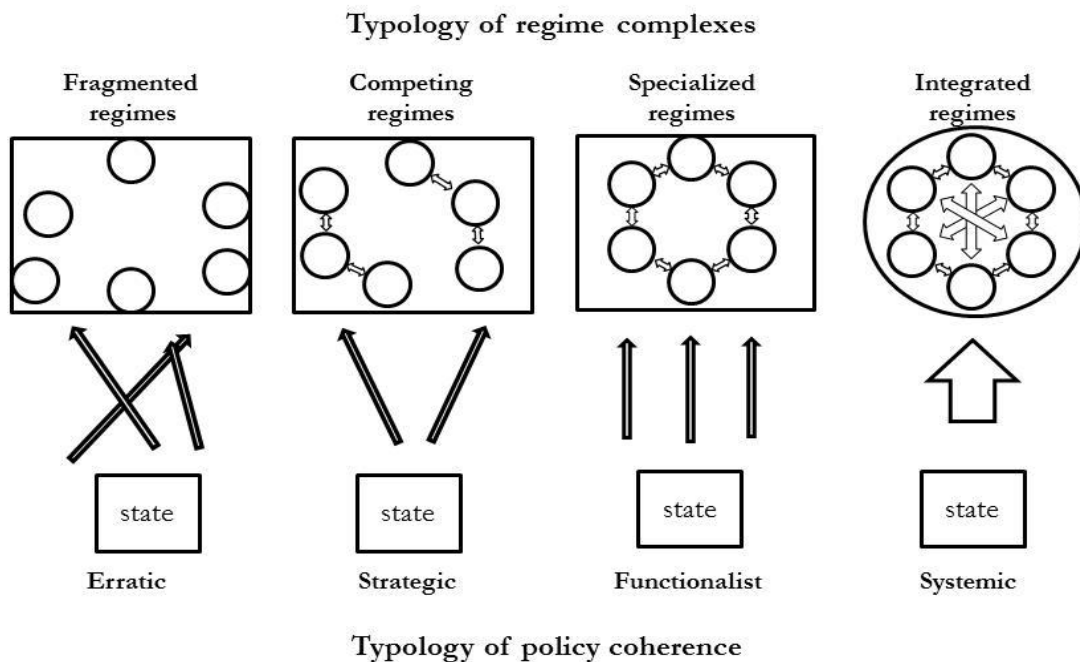 Typology of regime complexes
Fragmented
regimes
Competing
regimes
Specialized
regimes
Integrated
regimes
state
state
state
state
Erratic
Strategic
Functionalist
Systemic
Typology of policy coherence